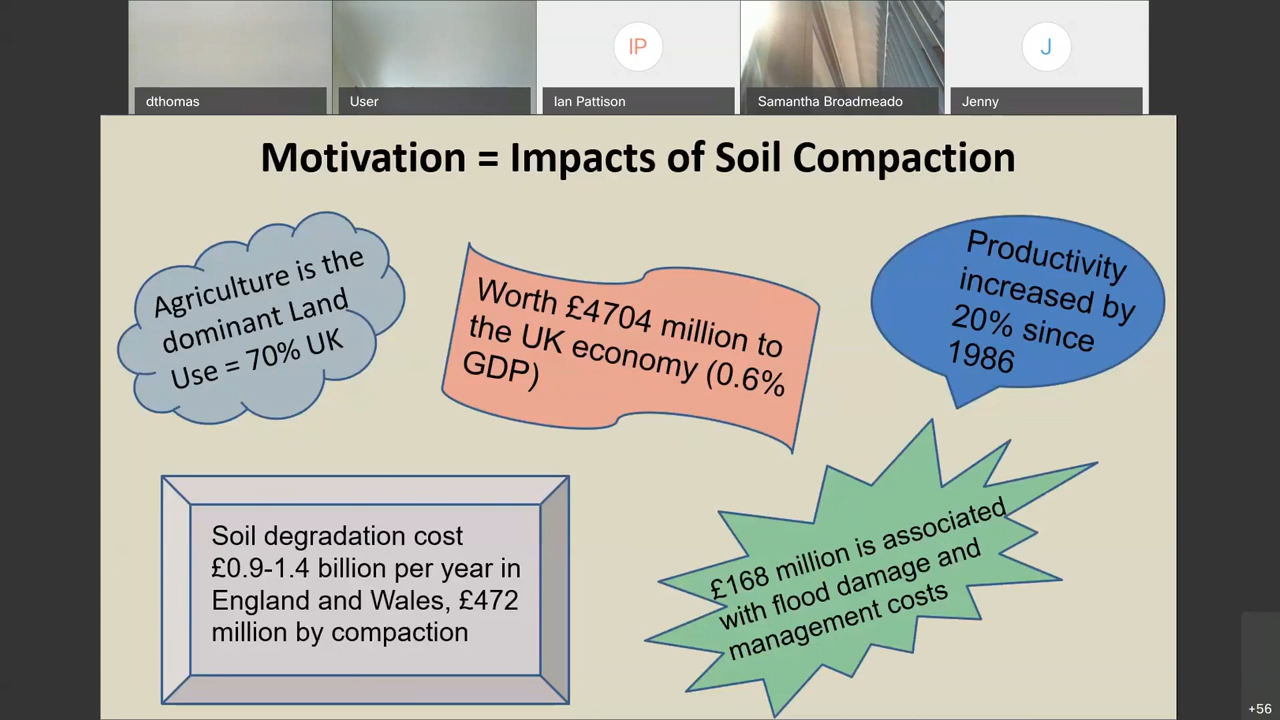 IP
J
dthomas
User
Ian Pattison
Samantha Broadmeado
Jenny
Motivation = Impacts of Soil Compaction
Agriculture is the
dominant Land
Use = 70% UK
Worth £4704 million to
the UK economy (0.6%
GDP)
Productivity
increased by
20% since
1986
Soil degradation cost
£0.9-1.4 billion per year in
England and Wales, £472
million by compaction
£168 million is associated
with flood damage and
management costs
+56